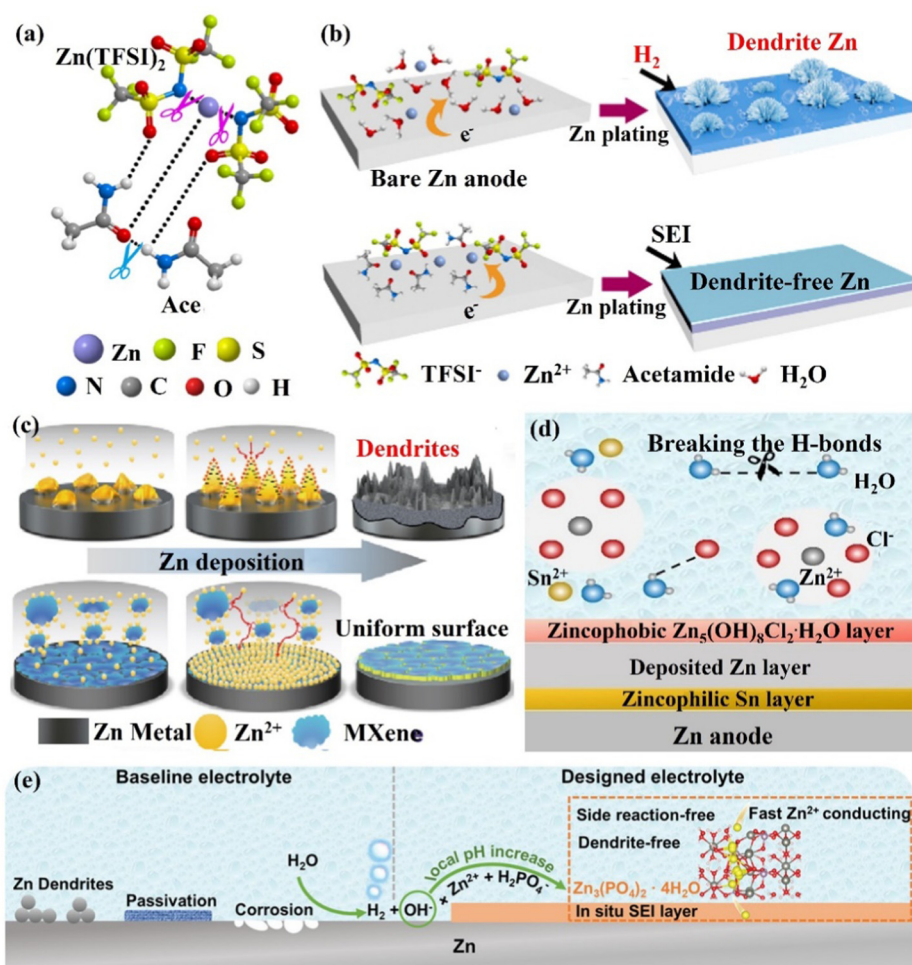 (a)
Zn(TFSI)₂
Ace
Zn F S
N C O H
(b)
Bare Zn anode
e⁻
Zn plating
H₂
Dendrite Zn
e⁻
Zn plating
SEI
Dendrite-free Zn
TFSI⁻ Zn²⁺ Acetamide H₂O
(c)
Dendrites
Zn deposition
Uniform surface
Zn Metal Zn²⁺ MXene
(d)
Breaking the H-bonds
H₂O
Cl⁻
Sn²⁺
Zn²⁺
Zincophobic Zn₅(OH)₈Cl₂·H₂O layer
Deposited Zn layer
Zincophilic Sn layer
Zn anode
(e)
Baseline electrolyte
Designed electrolyte
Zn Dendrites
Passivation
Corrosion
H₂O
H₂ + OH⁻
local pH increase
+ Zn²⁺ + H₂PO₄⁻
Side reaction-free
Fast Zn²⁺ conducting
Dendrite-free
Zn₃(PO₄)₂ · 4H₂O
In situ SEI layer
Zn